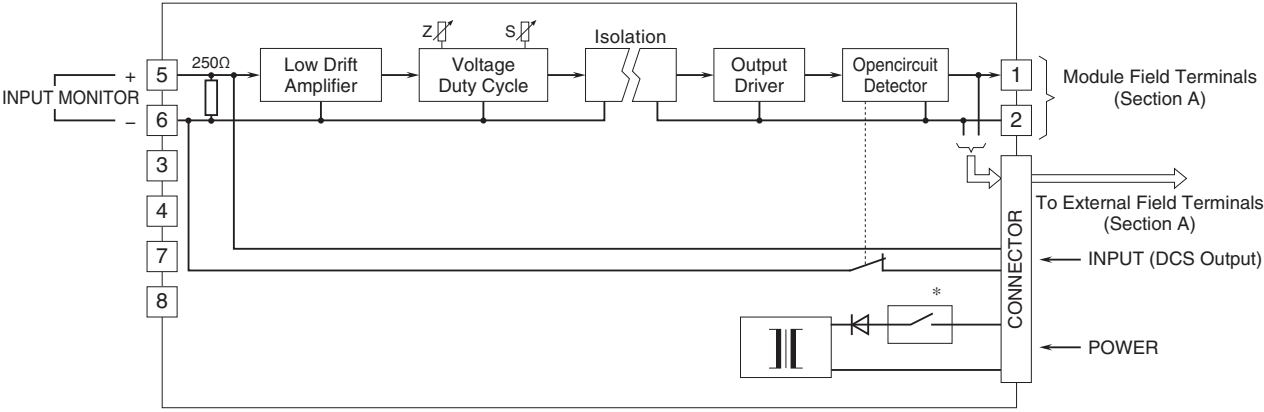 Z
S
Isolation
5
250Ω
Low Drift
Amplifier
Voltage
Duty Cycle
Output
Driver
Opencircuit
Detector
1
Module Field Terminals
(Section A)
+
INPUT MONITOR
–
6
2
3
4
7
8
To External Field Terminals
(Section A)
CONNECTOR
INPUT (DCS Output)
*
POWER